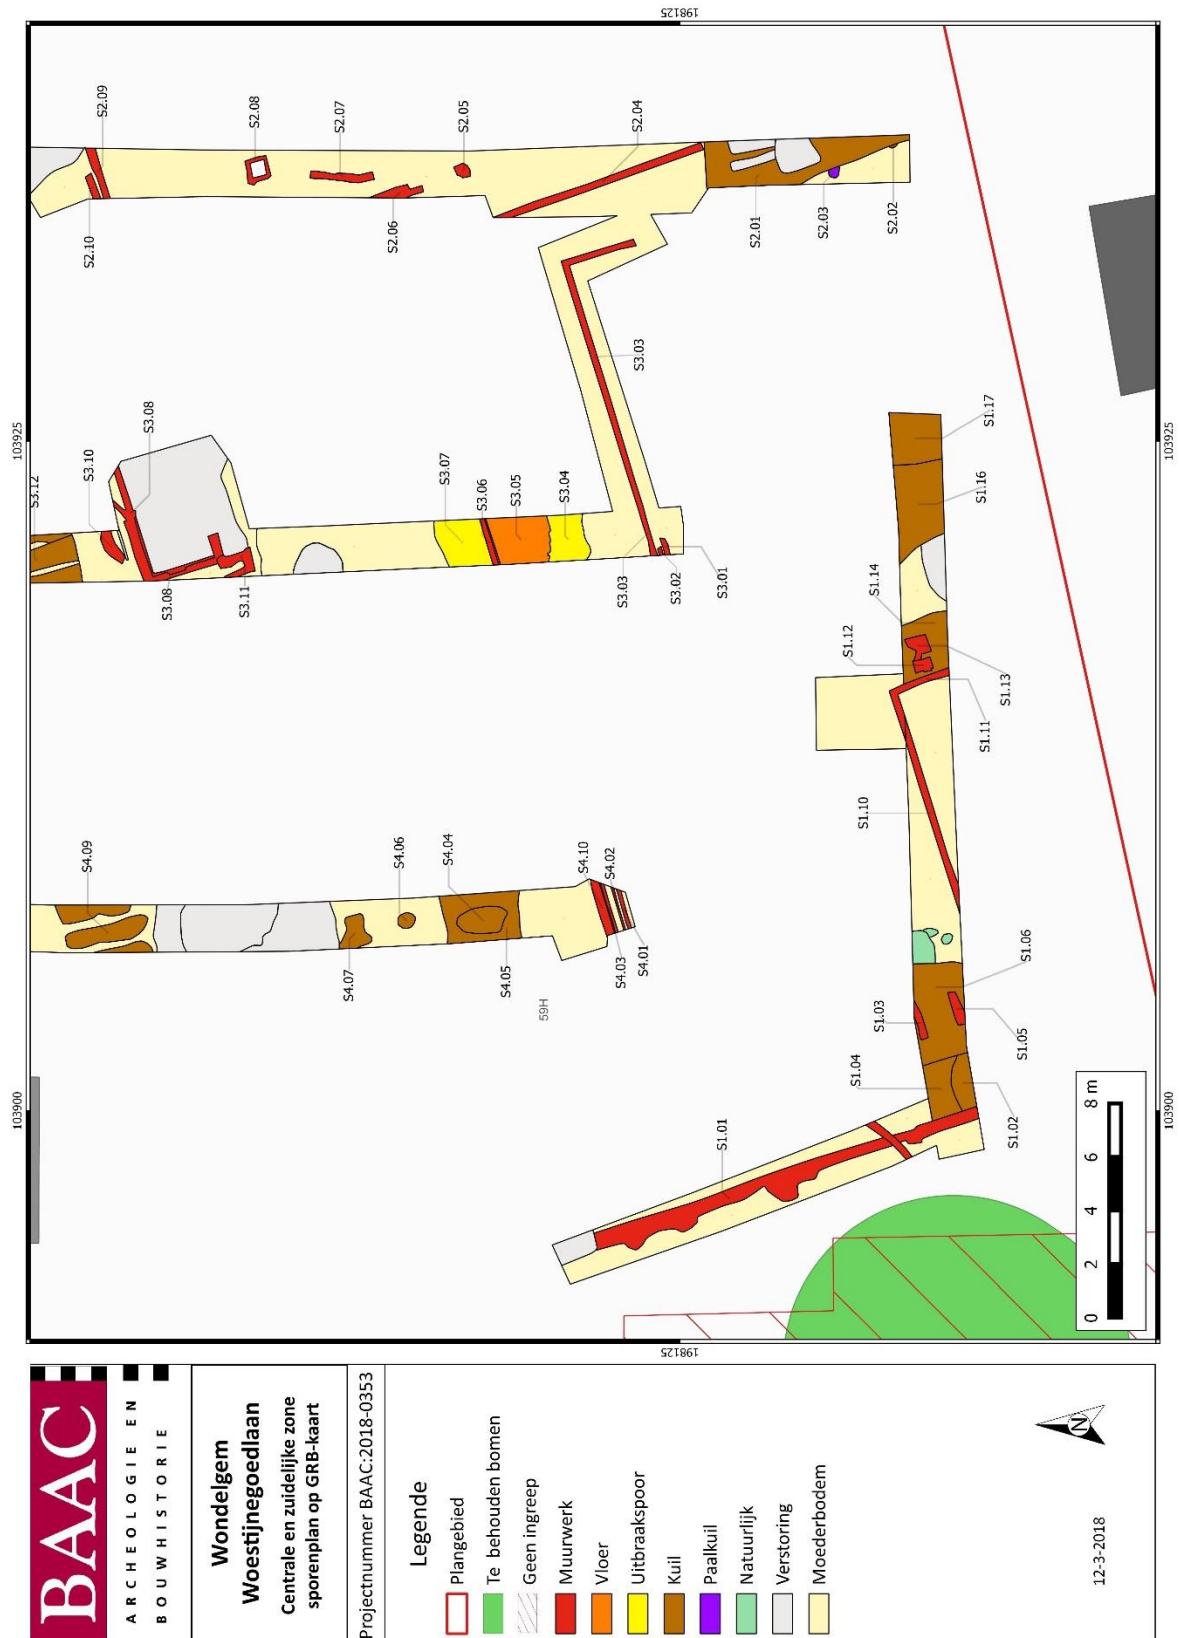 BAAC
ARCHEOLOGIE EN
BOUWHISTORIE
Wondelgem
Woestijnegoedlaan
Centrale en zuidelijke zone
sporenplan op GRB-kaart
Projectnummer BAAC:2018-0353
Legende
Plangebied
Te behouden bomen
Geen ingreep
Muurwerk
Vloer
Uitbraakspoor
Kuil
Paalkuil
Natuurlijk
Verstoring
Moederbodem
N
12-3-2018
103900
103925
198125
198125
103900
103925
S4.09
S4.06
S4.04
S4.10
S4.02
S4.07
S4.05
59H
S4.03
S4.01
S1.01
S1.04
S1.03
S1.02
S1.05
S1.06
S1.10
S1.12
S1.14
S1.11
S1.13
S1.16
S1.17
S3.12
S3.10
S3.08
S3.08
S3.11
S3.07
S3.06
S3.05
S3.04
S3.03
S3.03
S3.02
S3.01
S2.09
S2.08
S2.07
S2.05
S2.04
S2.10
S2.06
S2.01
S2.03
S2.02
0 2 4 6 8 m